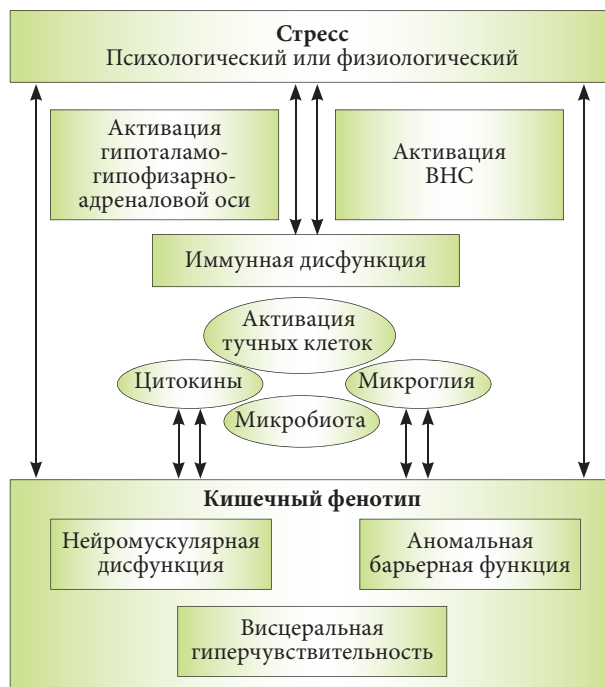 Стресс
Психологический или физиологический
Активация
гипоталамо-
гипофизарно-
адреналовой оси
Активация
ВНС
Иммунная дисфункция
Активация
тучных клеток
Цитокины
Микроглия
Микробиота
Кишечный фенотип
Нейромускулярная
дисфункция
Аномальная
барьерная функция
Висцеральная
гиперчувствительность